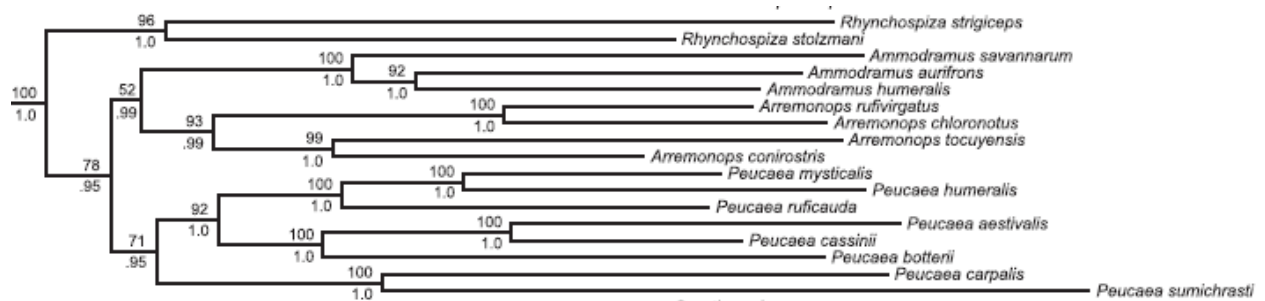 96
Rhynchospiza strigiceps
1.0
Rhynchospiza stolzmani
100
Ammodramus savannarum
1.0
92
Ammodramus aurifrons
1.0
Ammodramus humeralis
100
1.0
52
.99
100
Arremonops rufivirgatus
1.0
Arremonops chloronotus
93
.99
99
Arremonops tocuyensis
1.0
Arremonops conirostris
78
.95
100
Peucaea mysticalis
1.0
Peucaea humeralis
100
1.0
Peucaea ruficauda
92
1.0
100
Peucaea aestivalis
1.0
Peucaea cassinii
100
1.0
Peucaea botterii
71
.95
100
Peucaea carpalis
1.0
Peucaea sumichrasti